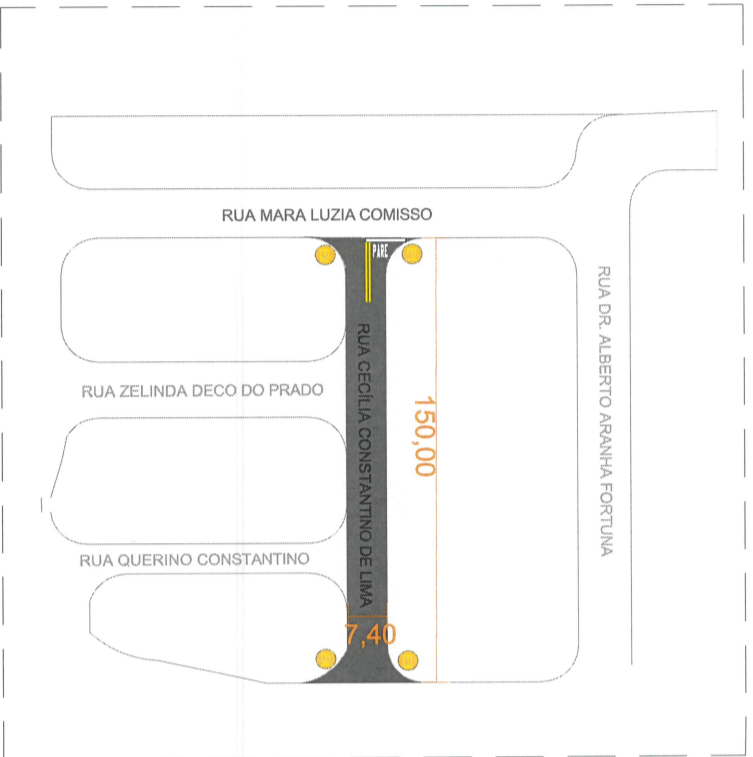 RUA MARA LUZIA COMISSO
PARE
RUA CECÍLIA CONSTANTINO DE LIMA
RUA DR. ALBERTO ARANHA FORTUNA
RUA ZELINDA DECO DO PRADO
150,00
RUA QUERINO CONSTANTINO
7,40